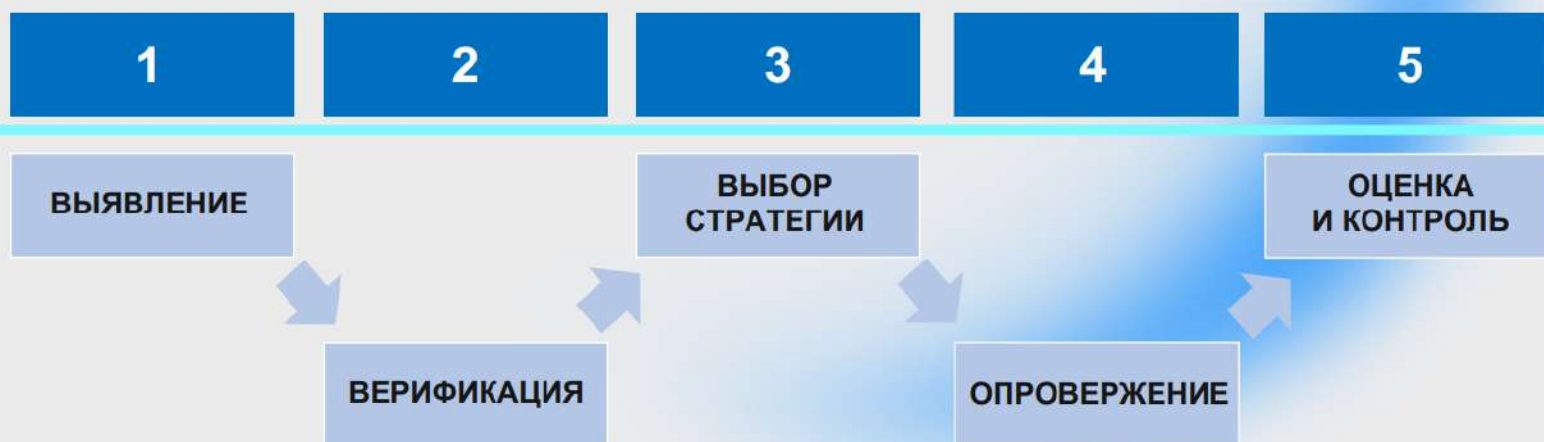 1
2
3
4
5
ВЫЯВЛЕНИЕ
ВЕРИФИКАЦИЯ
ВЫБОР
СТРАТЕГИИ
ОПРОВЕРЖЕНИЕ
ОЦЕНКА
И КОНТРОЛЬ